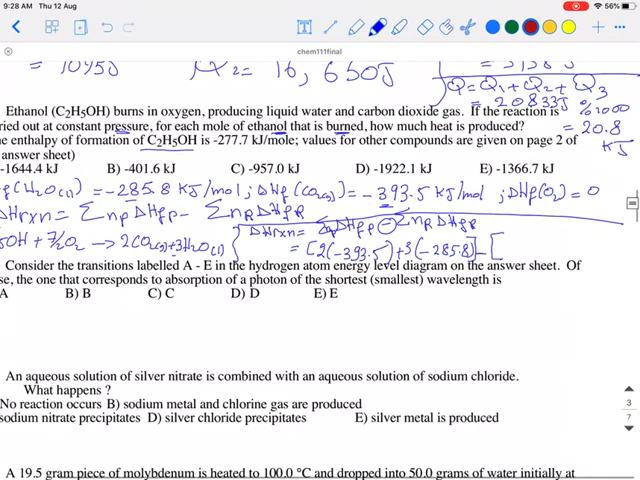 9:28 AM Thu 12 Aug
56%
chem111final
= 1045J
2 = 16, 650J
Q = Q1 + Q2 + Q3
= 20833J
= 20.8
KJ
Ethanol (C2H5OH) burns in oxygen, producing liquid water and carbon dioxide gas. If the reaction is
ried out at constant pressure, for each mole of ethanol that is burned, how much heat is produced?
e enthalpy of formation of C2H5OH is -277.7 kJ/mole; values for other compounds are given on page 2 of
answer sheet)
-1644.4 kJ B) -401.6 kJ C) -957.0 kJ D) -1922.1 kJ E) -1366.7 kJ
f(H2O(l)) = -285.8 KJ/mol; ΔHf(CO2(g)) = -393.5 KJ/mol ; ΔHf(O2) = 0
ΔHrxn = Σnp ΔHfp - ΣnRΔHfR
5OH + 7/2O2 → 2CO2(g) + 3H2O(l)
ΔHrxn = ΣnpΔHfp - ΣnRΔHfR
= [2(-393.5) + 3(-285.8)] - [
Consider the transitions labelled A - E in the hydrogen atom energy level diagram on the answer sheet. Of
se, the one that corresponds to absorption of a photon of the shortest (smallest) wavelength is
A B) B C) C D) D E) E
An aqueous solution of silver nitrate is combined with an aqueous solution of sodium chloride.
What happens ?
No reaction occurs B) sodium metal and chlorine gas are produced
sodium nitrate precipitates D) silver chloride precipitates E) silver metal is produced
3
7
A 19.5 gram piece of molybdenum is heated to 100.0 °C and dropped into 50.0 grams of water initially at